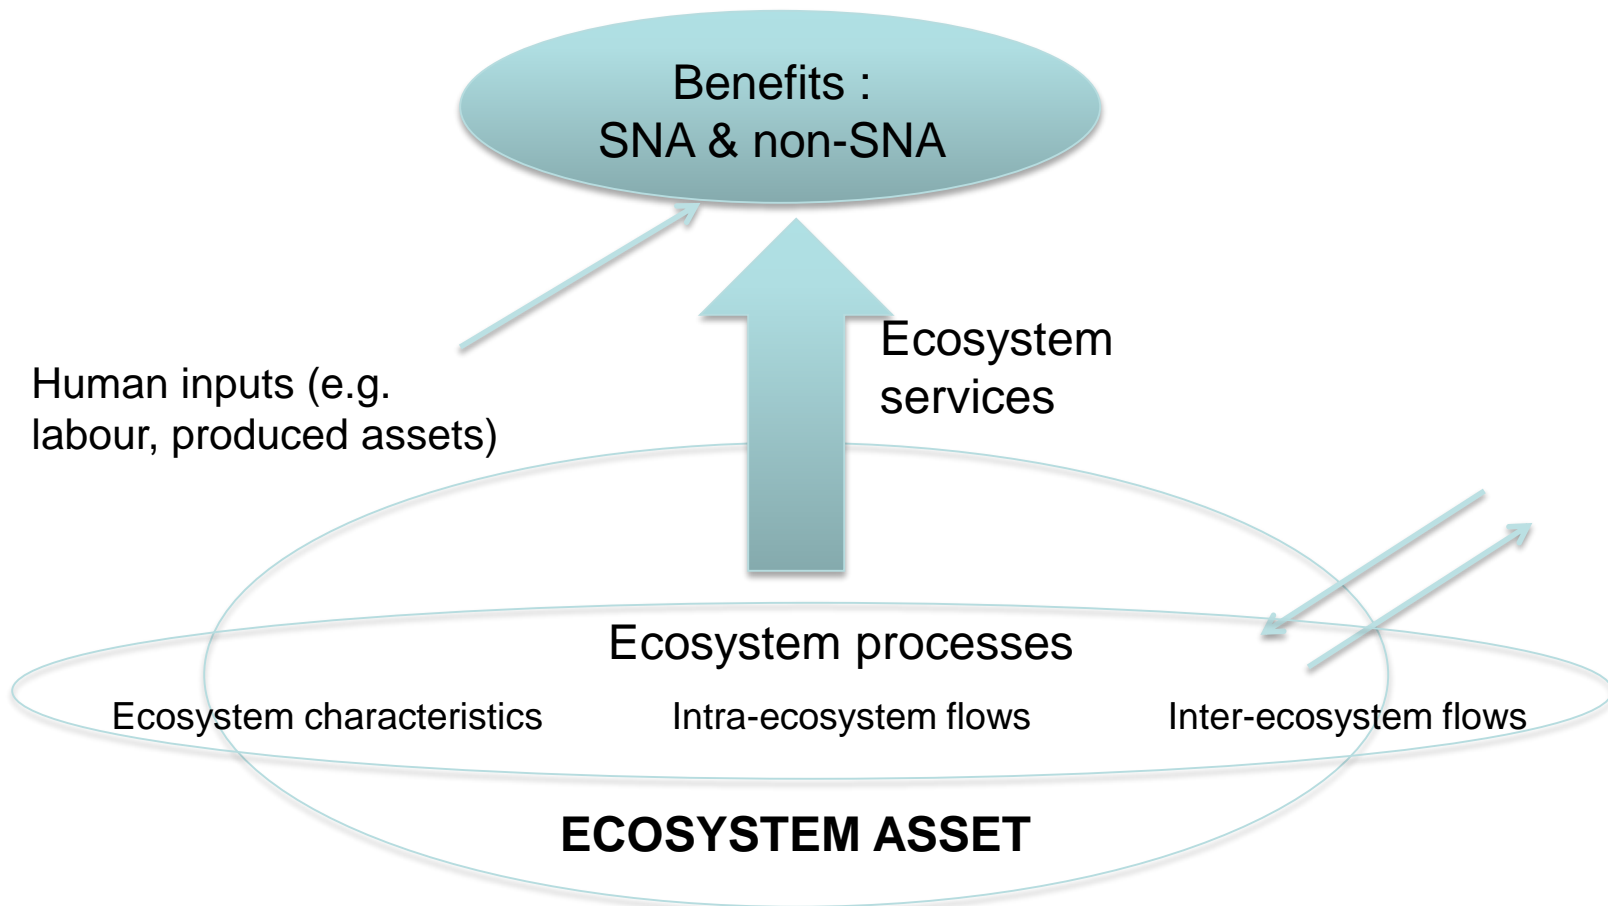 Benefits :
SNA & non-SNA
Ecosystem
services
Human inputs (e.g.
labour, produced assets)
Ecosystem processes
Ecosystem characteristics
Intra-ecosystem flows
Inter-ecosystem flows
ECOSYSTEM ASSET